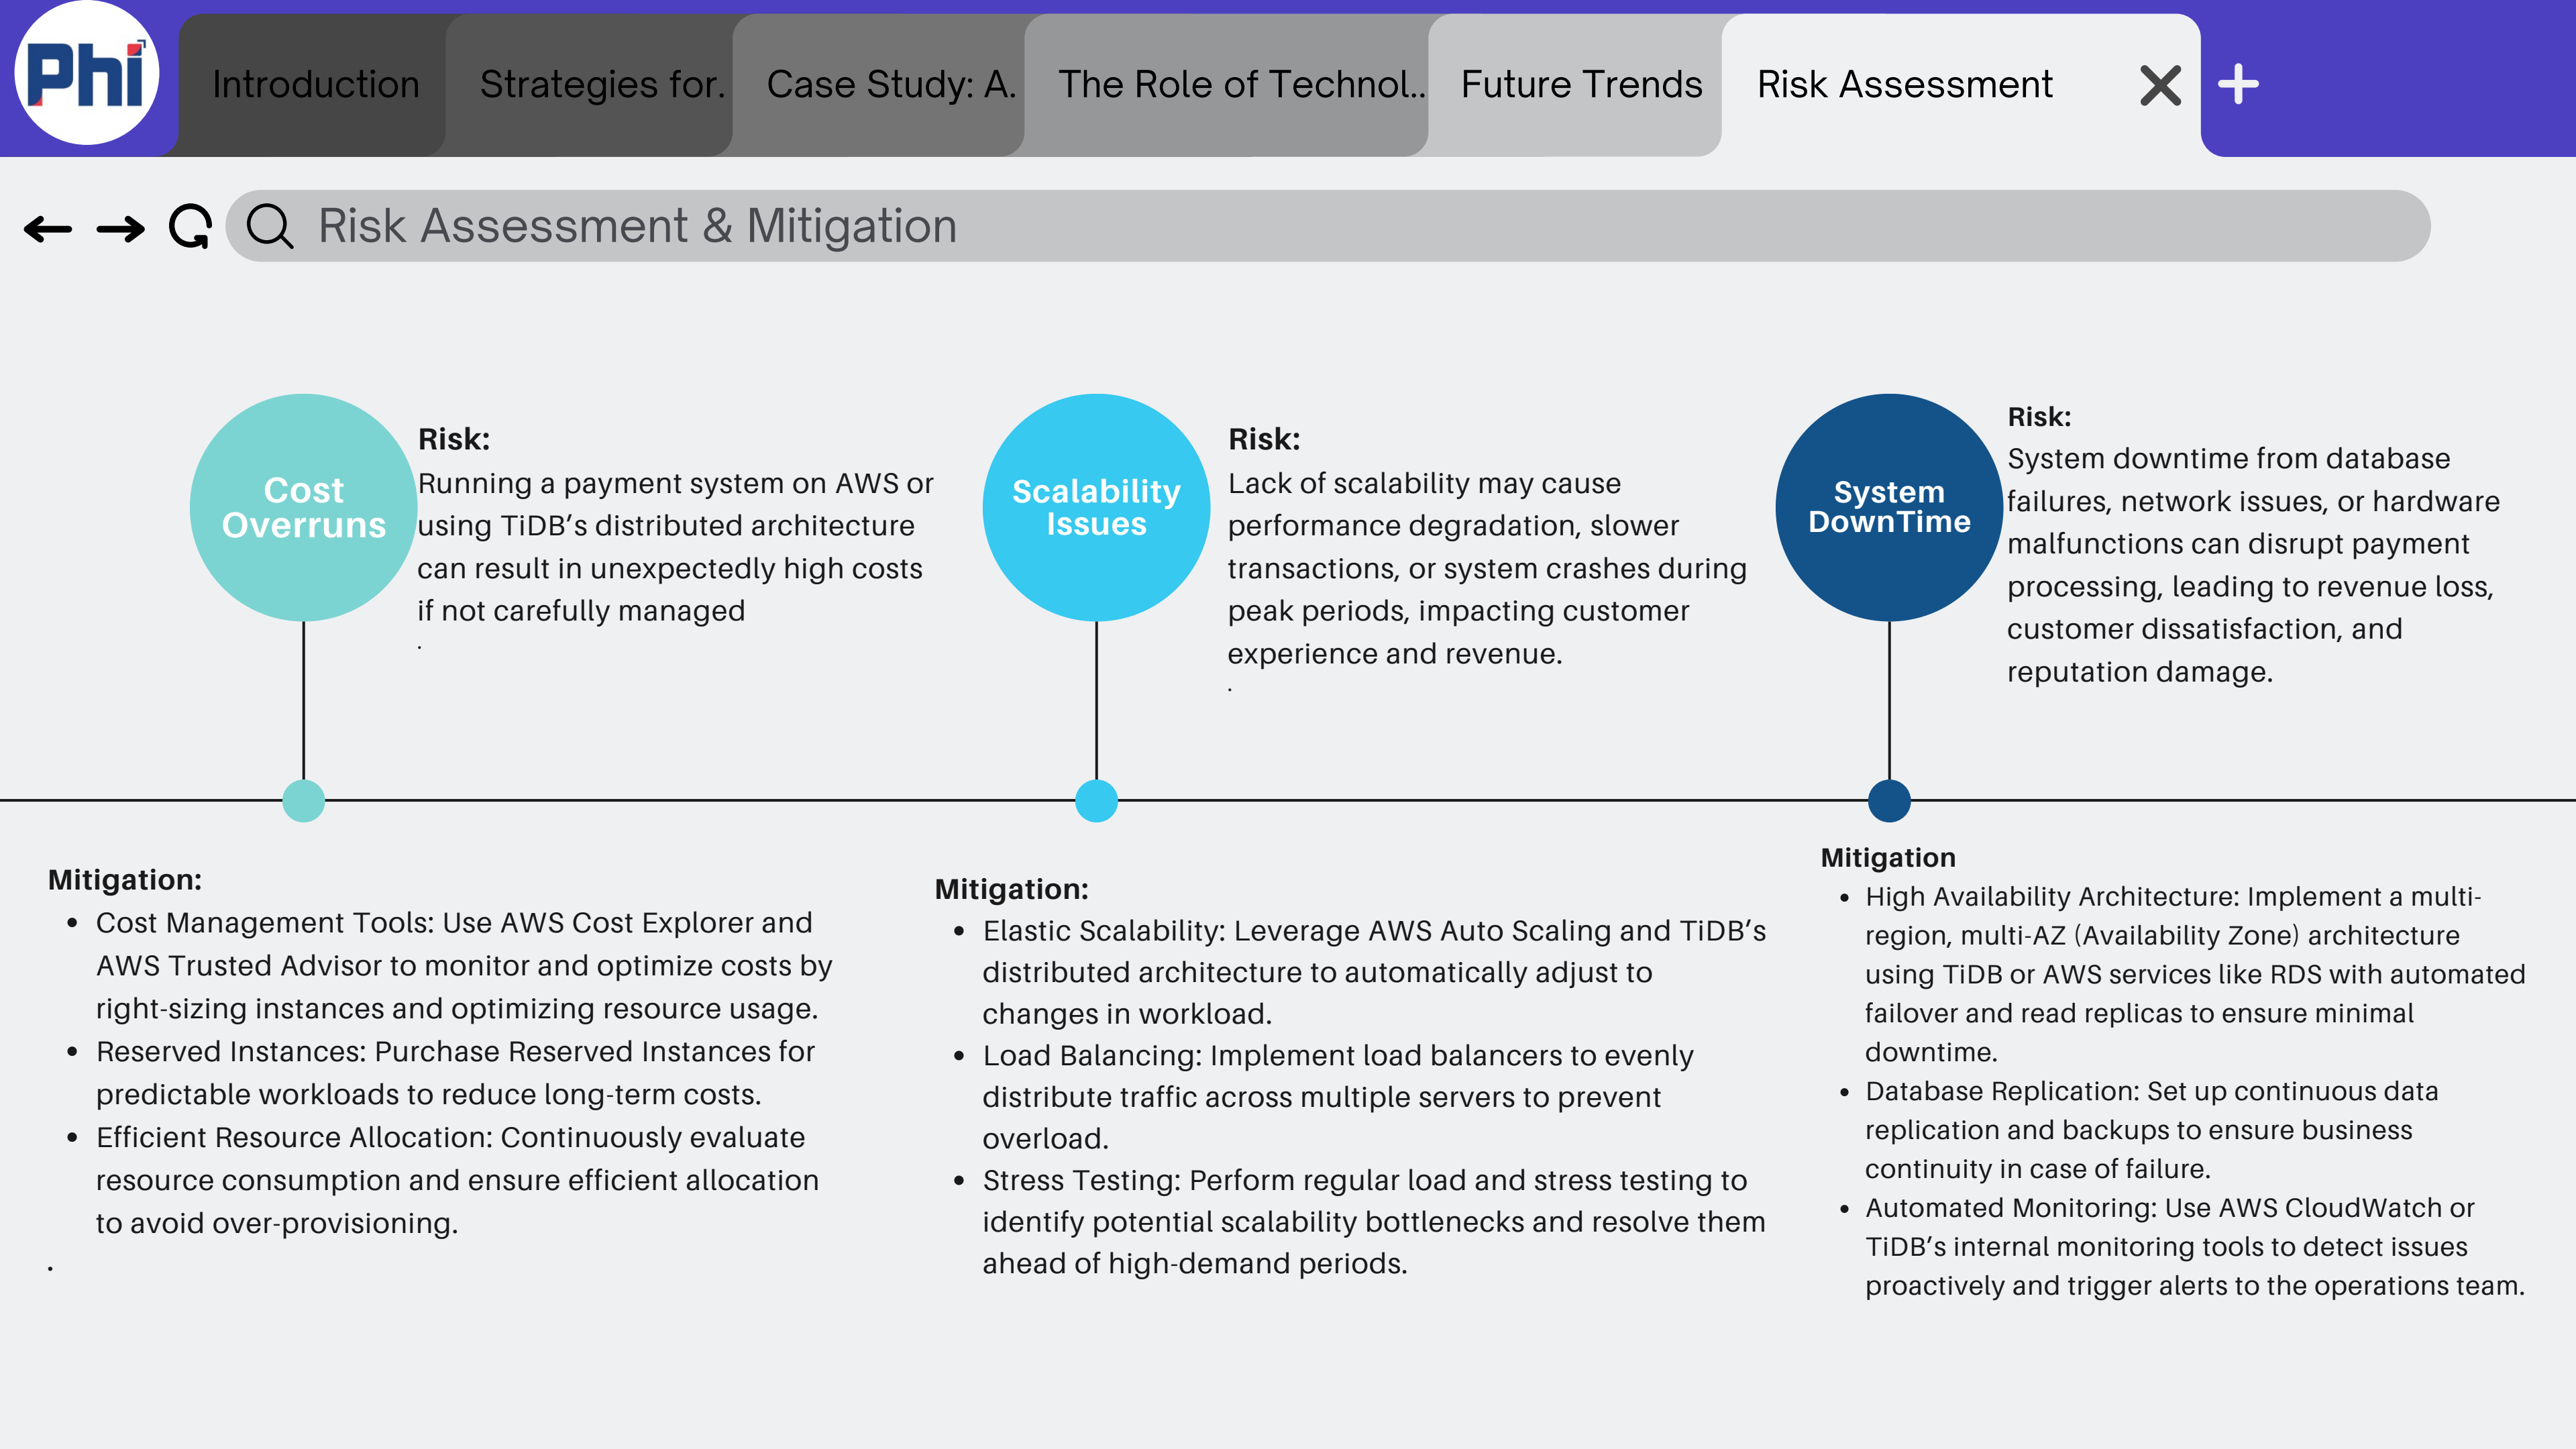 Phi
Introduction
Strategies for.
Case Study: A.
The Role of Technol..
Future Trends
Risk Assessment
Risk Assessment & Mitigation
Cost
Overruns
Risk:
Running a payment system on AWS or
using TiDB’s distributed architecture
can result in unexpectedly high costs
if not carefully managed
.
Scalability
Issues
Risk:
Lack of scalability may cause
performance degradation, slower
transactions, or system crashes during
peak periods, impacting customer
experience and revenue.
.
System
DownTime
Risk:
System downtime from database
failures, network issues, or hardware
malfunctions can disrupt payment
processing, leading to revenue loss,
customer dissatisfaction, and
reputation damage.
Mitigation:
• Cost Management Tools: Use AWS Cost Explorer and
AWS Trusted Advisor to monitor and optimize costs by
right-sizing instances and optimizing resource usage.
• Reserved Instances: Purchase Reserved Instances for
predictable workloads to reduce long-term costs.
• Efficient Resource Allocation: Continuously evaluate
resource consumption and ensure efficient allocation
to avoid over-provisioning.
.
Mitigation:
• Elastic Scalability: Leverage AWS Auto Scaling and TiDB’s
distributed architecture to automatically adjust to
changes in workload.
• Load Balancing: Implement load balancers to evenly
distribute traffic across multiple servers to prevent
overload.
• Stress Testing: Perform regular load and stress testing to
identify potential scalability bottlenecks and resolve them
ahead of high-demand periods.
Mitigation
• High Availability Architecture: Implement a multi-
region, multi-AZ (Availability Zone) architecture
using TiDB or AWS services like RDS with automated
failover and read replicas to ensure minimal
downtime.
• Database Replication: Set up continuous data
replication and backups to ensure business
continuity in case of failure.
• Automated Monitoring: Use AWS CloudWatch or
TiDB’s internal monitoring tools to detect issues
proactively and trigger alerts to the operations team.